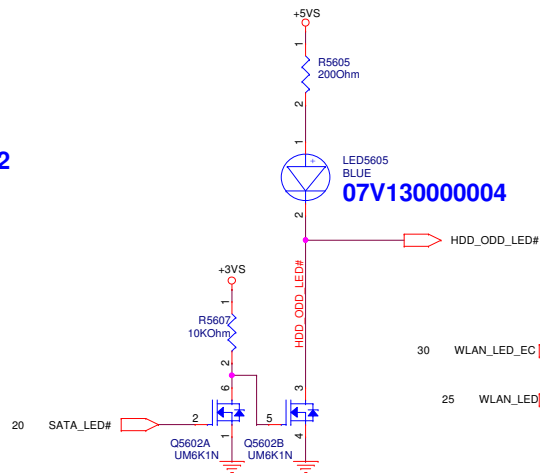 +5VS
1
R5605
200Ohm
2
1
+
LED5605
BLUE
07V130000004
2
2
HDD_ODD_LED#
HDD_ODD_LED#
+3VS
1
R5607
10KOhm
2
30 WLAN_LED_EC
25 WLAN_LED
6
3
20 SATA_LED#
2
5
1
4
Q5602A
UM6K1N
Q5602B
UM6K1N